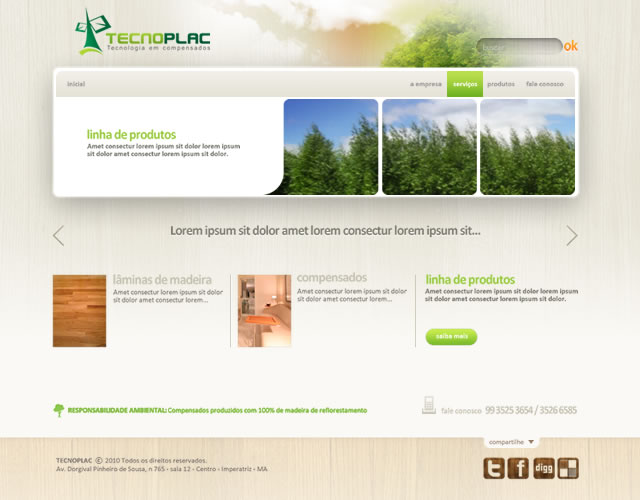 TECNOPLAC
Tecnologia em compensados
ok
inicial
a empresa
serviços
produtos
fale conosco
linha de produtos
Amet consectur lorem ipsum sit dolor lorem ipsum
sit dolor amet consectur lorem ipsum sit dolor.
Lorem ipsum sit dolor amet lorem consectur lorem ipsum sit...
lâminas de madeira
Amet consectur lorem ipsum sit dolor
sit dolor amet consectur lorem...
compensados
Amet consectur lorem ipsum sit dolor
sit dolor amet consectur lorem...
linha de produtos
Amet consectur lorem ipsum sit dolor lorem ipsum
sit dolor amet consectur lorem ipsum sit dolor.
saiba mais
RESPONSABILIDADE AMBIENTAL: Compensados produzidos com 100% de madeira de reflorestamento
fale conosco 99 3525 3654 / 3526 6585
compartilhe
TECNOPLAC © 2010 Todos os direitos reservados.
Av. Dorgival Pinheiro de Sousa, n 765 - sala 12 - Centro - Imperatriz - MA.
digg